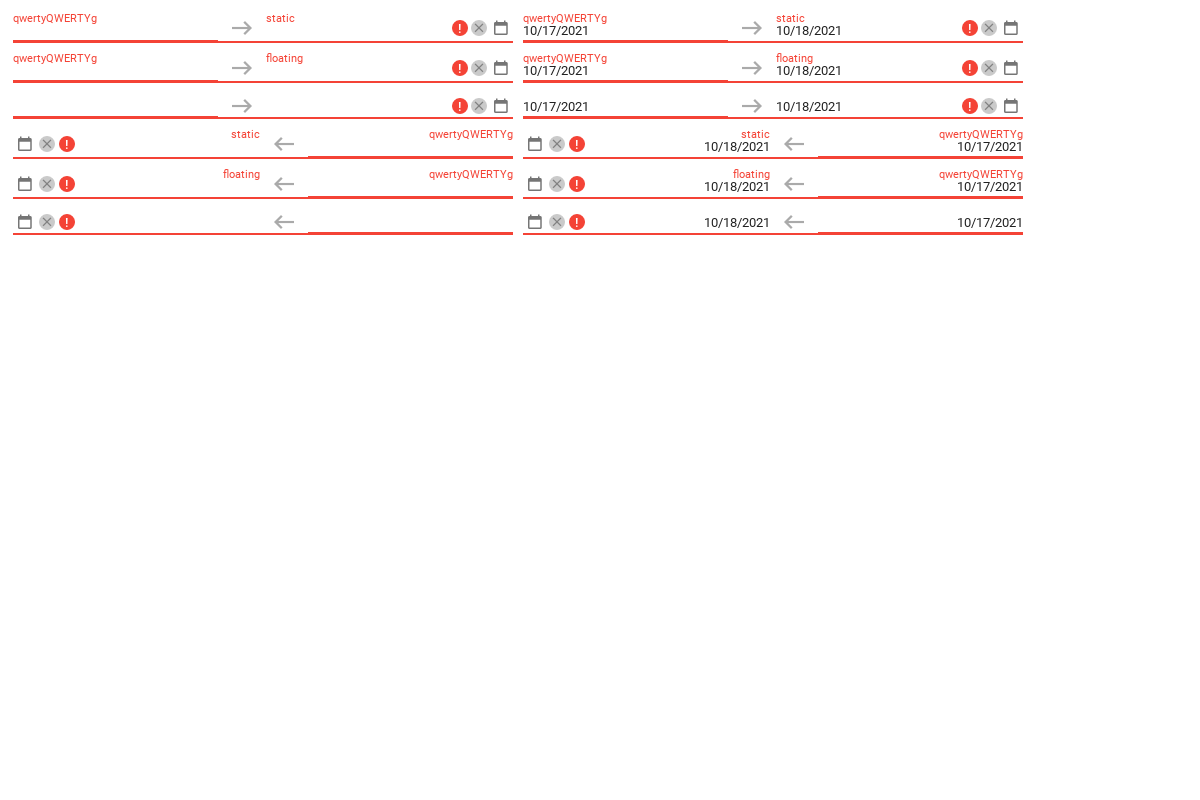 qwertyQWERTYg static qwertyQWERTYg static
10/17/2021 10/18/2021
qwertyQWERTYg floating qwertyQWERTYg floating
10/17/2021 10/18/2021
10/17/2021 10/18/2021
static qwertyQWERTYg static qwertyQWERTYg
10/18/2021 10/17/2021
floating qwertyQWERTYg floating qwertyQWERTYg
10/18/2021 10/17/2021
10/18/2021 10/17/2021